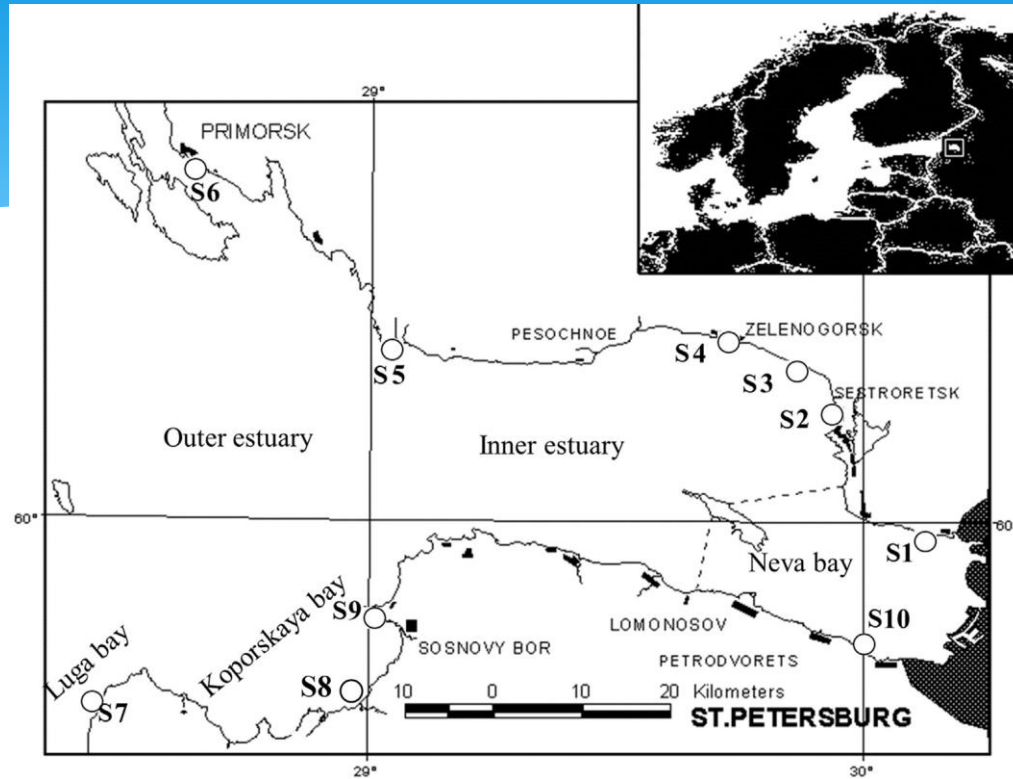 29°
PRIMORSK
S6
PESOCHNOE
ZELENOGORSK
S4
S5
S3
SESTRORETSK
S2
Outer estuary
Inner estuary
60°
60
S1
Neva bay
S9
S10
LOMONOSOV
SOSNOVY BOR
PETRODVORETS
Luga bay
Koporskaya bay
S8
S7
10 0 10 20 Kilometers
ST.PETERSBURG
29°
30°